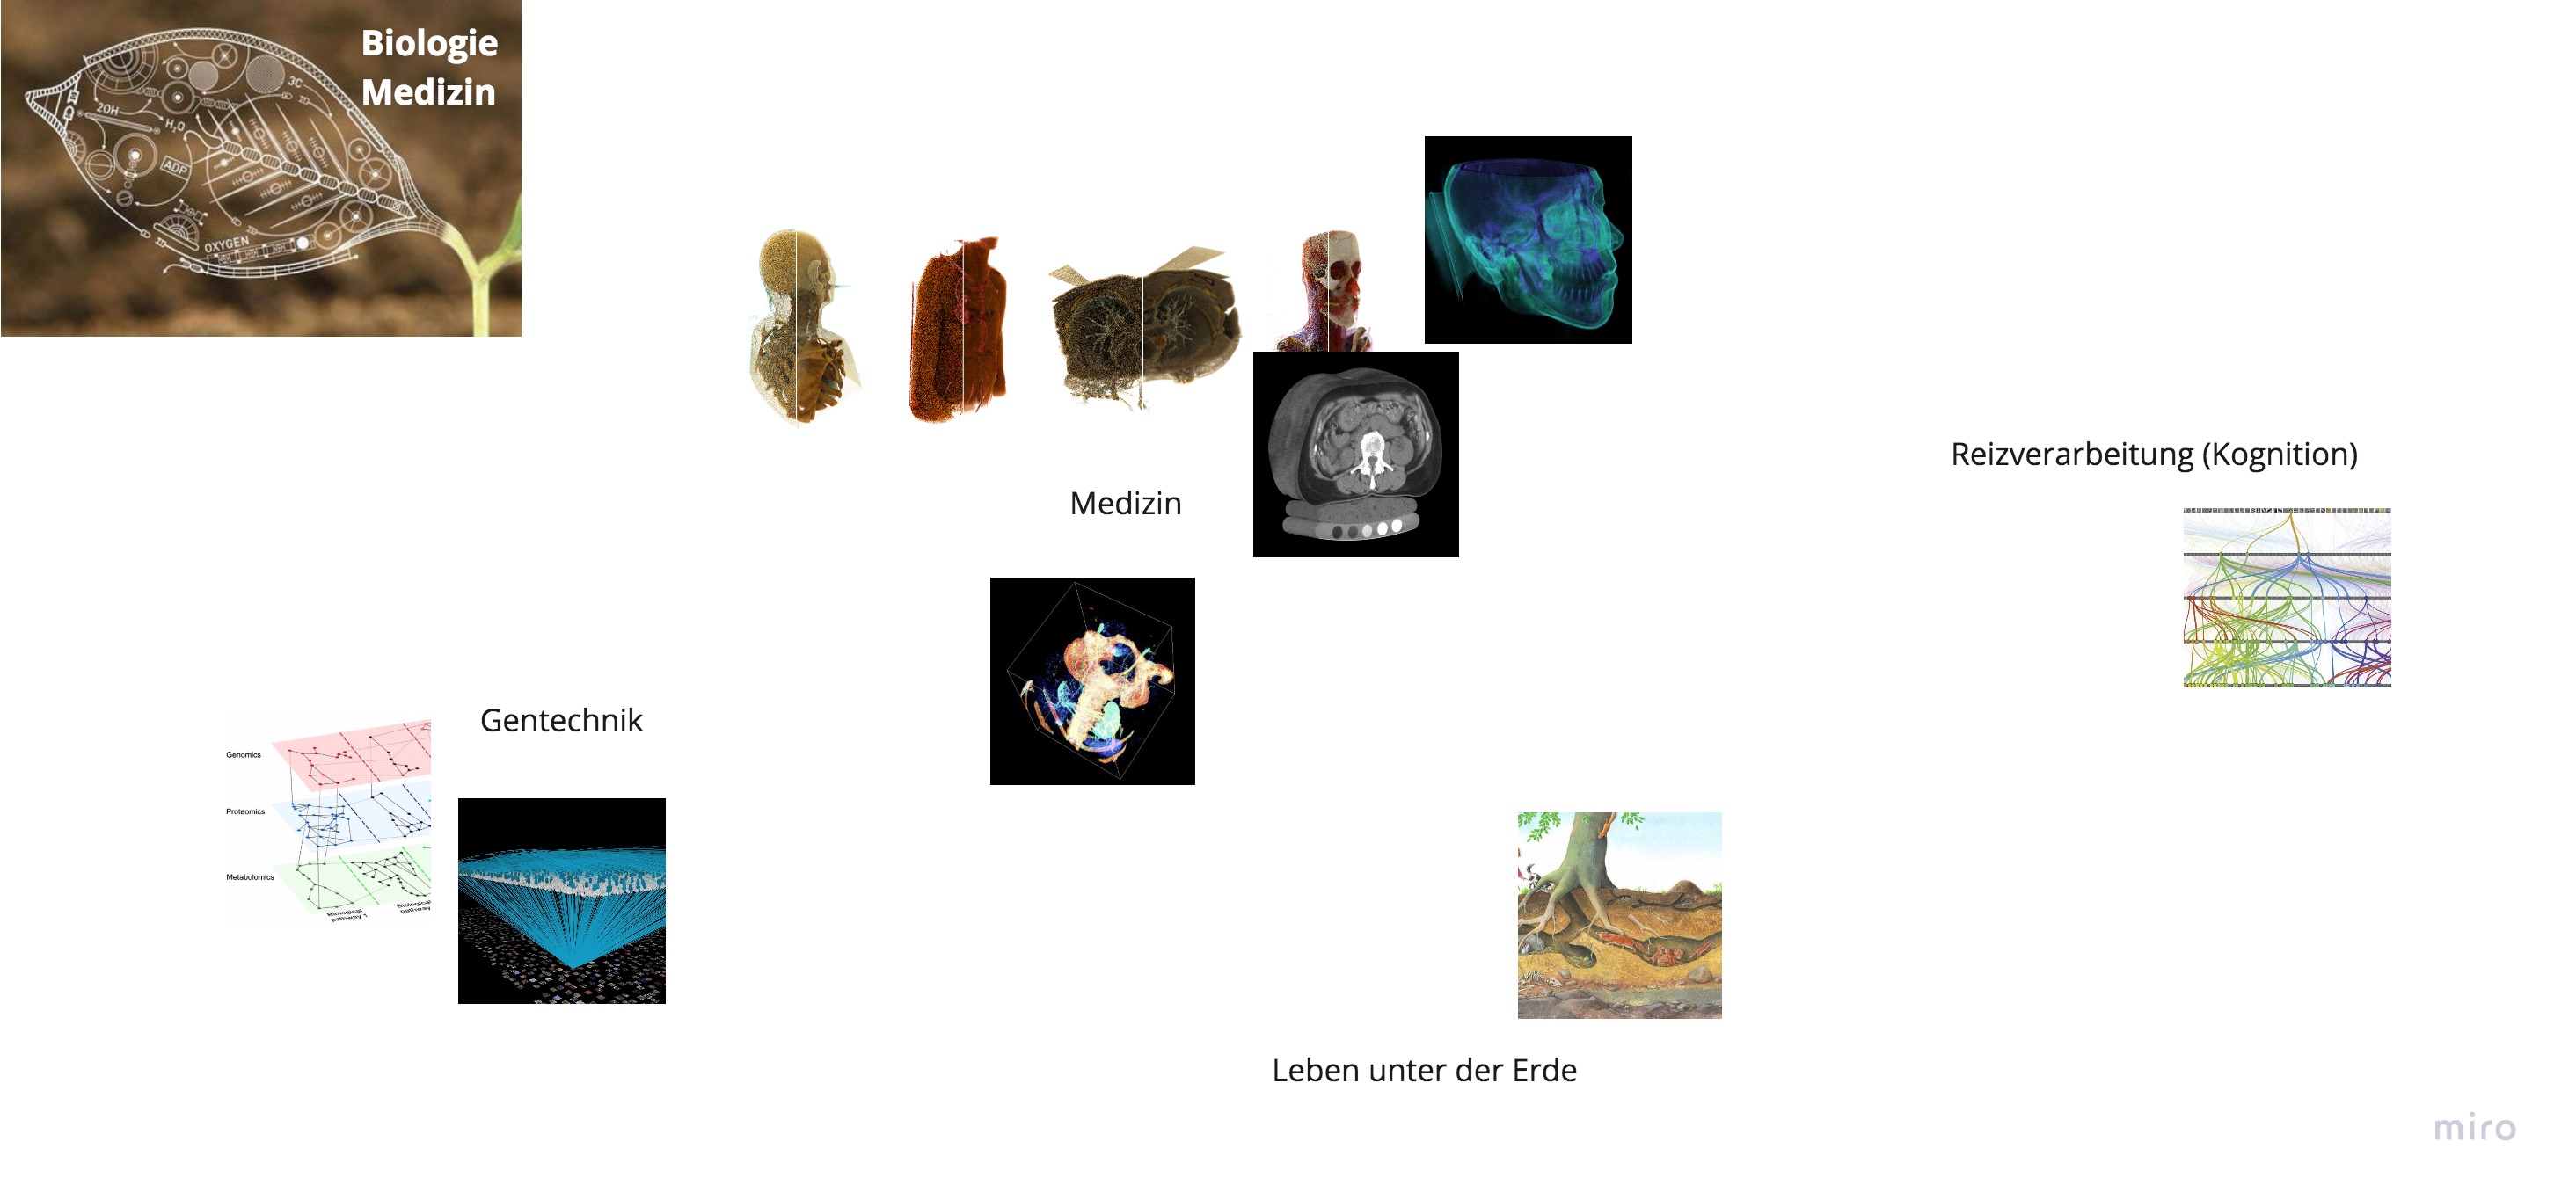 Biologie
Medizin
3C
2OH
H₂O
ADP
OXYGEN
Reizverarbeitung (Kognition)
Medizin
Gentechnik
Genomics
Proteomics
Metabolomics
Biological
pathway 1
Biological
pathway
Leben unter der Erde
miro